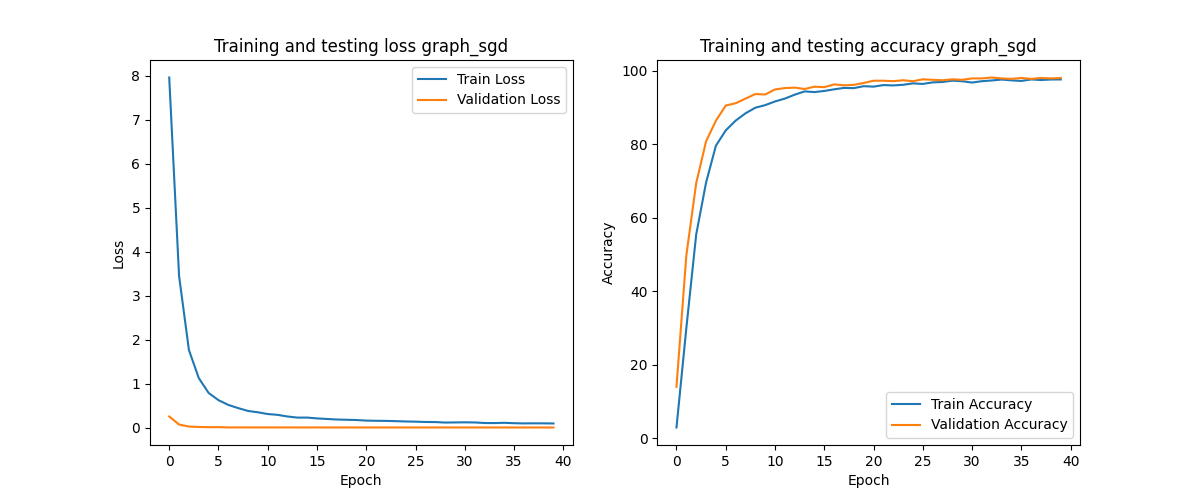 Training and testing loss graph_sgd
8
7
6
5
4
3
2
1
0
Loss
0 5 10 15 20 25 30 35 40
Epoch
Train Loss
Validation Loss
Training and testing accuracy graph_sgd
100
80
60
40
20
0
Accuracy
0 5 10 15 20 25 30 35 40
Epoch
Train Accuracy
Validation Accuracy